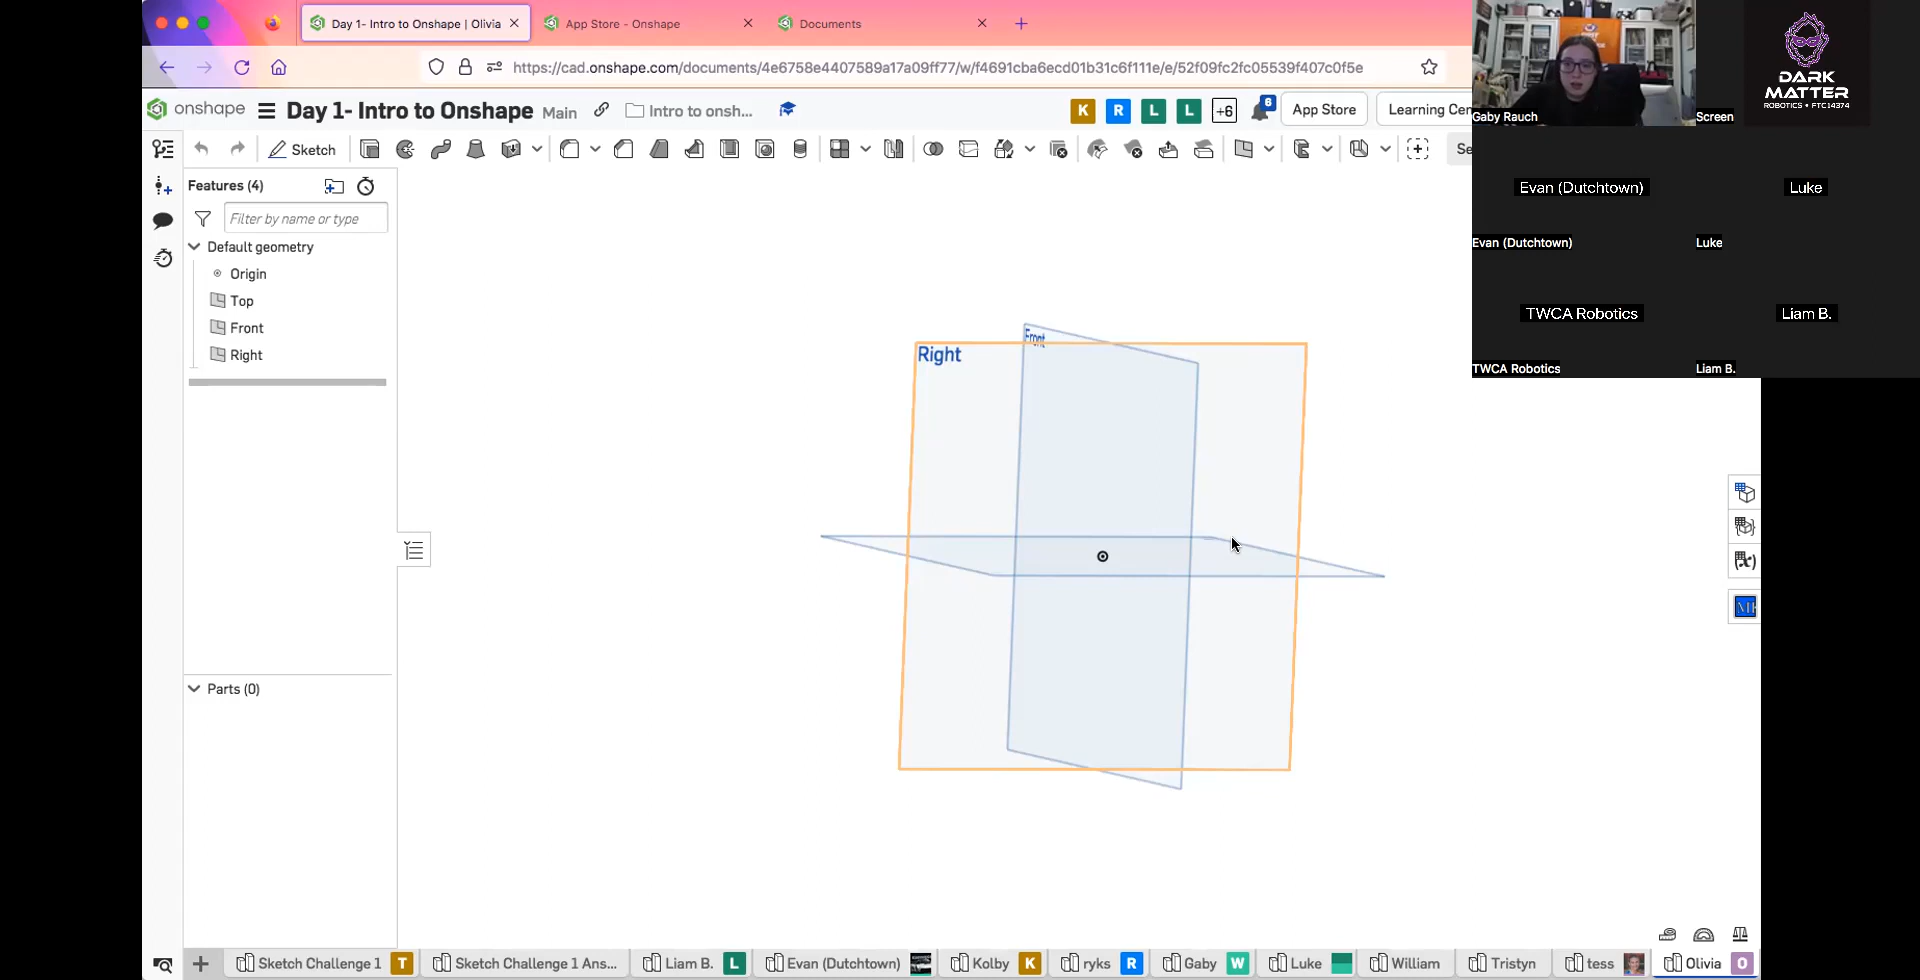 Day 1- Intro to Onshape | Olivia
App Store - Onshape
Documents
https://cad.onshape.com/documents/4e6758e4407589a17a09ff77/w/f4691cba6ecd01b31c6f111e/e/52f09fc2fc05539f407c0f5e
onshape
Day 1- Intro to Onshape
Main
Intro to onsh...
K
R
L
L
+6
6
App Store
Learning Cen
Sketch
Se
Features (4)
Filter by name or type
Default geometry
Origin
Top
Front
Right
Parts (0)
Right
Front
Gaby Rauch
Screen
DARK
MATTER
ROBOTICS • FTC14374
Evan (Dutchtown)
Luke
Evan (Dutchtown)
Luke
TWCA Robotics
Liam B.
TWCA Robotics
Liam B.
Sketch Challenge 1 T
Sketch Challenge 1 Ans...
Liam B. L
Evan (Dutchtown)
Kolby K
ryks R
Gaby W
Luke
William
Tristyn
tess
Olivia O